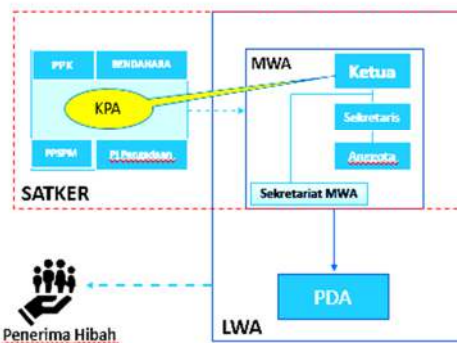 PPK
BENDAHARA
KPA
PPSPM
PJ Pengadaan
SATKER
MWA
Ketua
Sekretaris
Anggota
Sekretariat MWA
PDA
LWA
Penerima Hibah